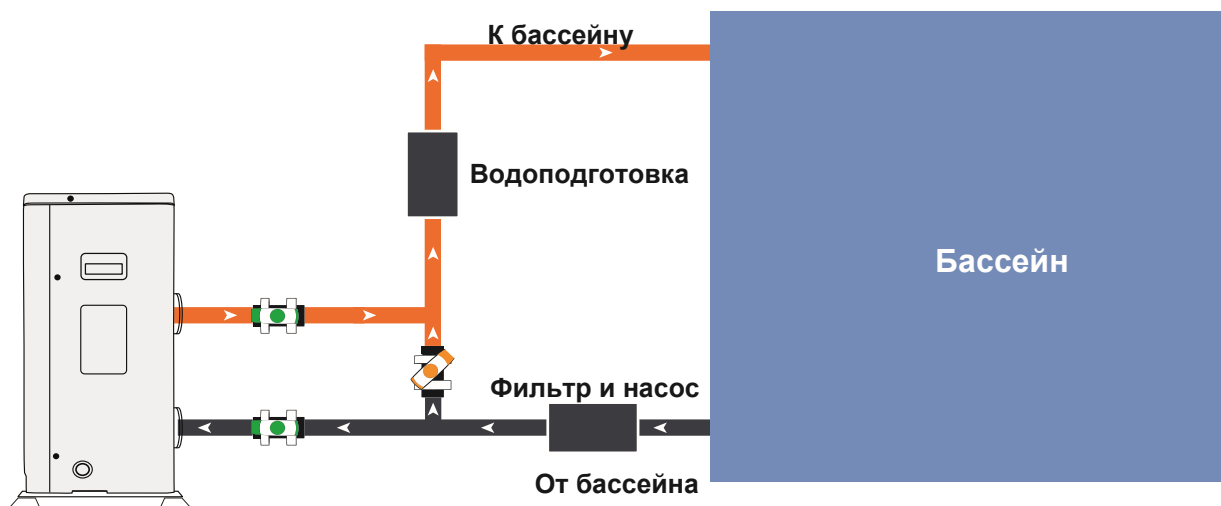 К бассейну
Водоподготовка
Бассейн
Фильтр и насос
От бассейна